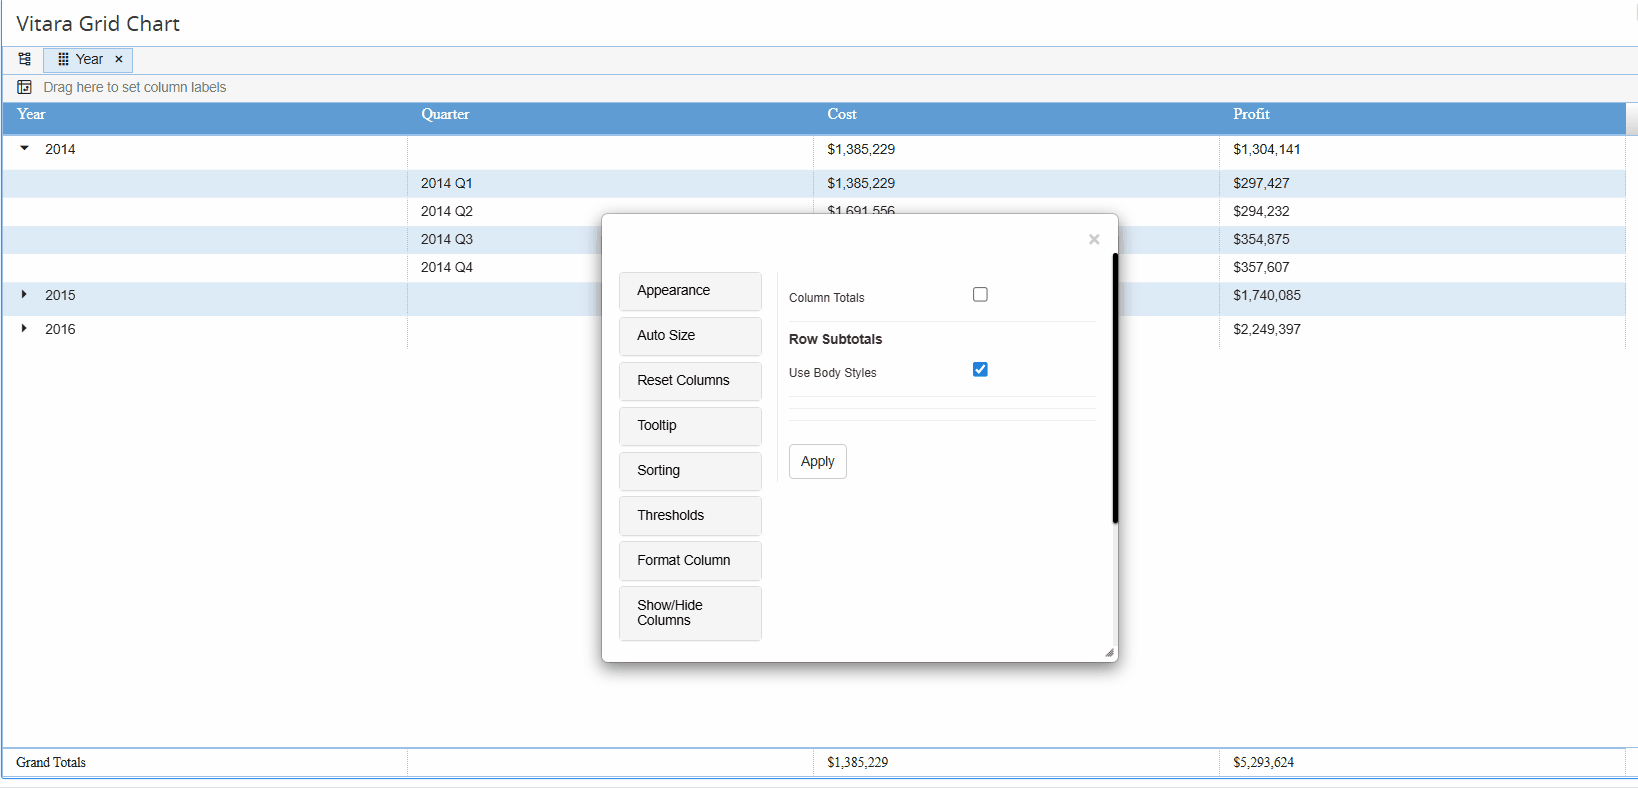 Vitara Grid Chart
Year ×
Drag here to set column labels
Year Quarter Cost Profit
2014 $1,385,229 $1,304,141
2014 Q1 $1,385,229 $297,427
2014 Q2 $1,691,556 $294,232
2014 Q3 $354,875
2014 Q4 $357,607
2015 $1,740,085
2016 $2,249,397
×
Appearance
Auto Size
Reset Columns
Tooltip
Sorting
Thresholds
Format Column
Show/Hide
Columns
Column Totals
Row Subtotals
Use Body Styles
Apply
Grand Totals $1,385,229 $5,293,624